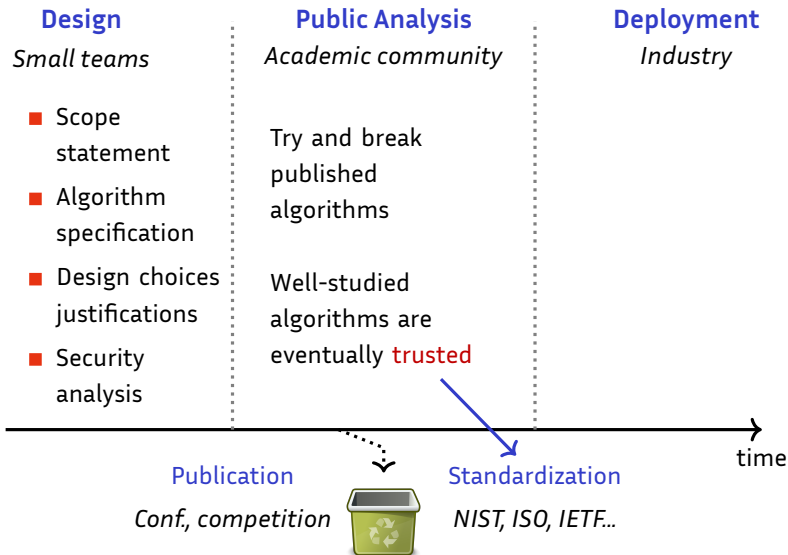 Design
Small teams
Scope
statement
Algorithm
specification
Design choices
justifications
Security
analysis
Public Analysis
Academic community
Try and break
published
algorithms
Well-studied
algorithms are
eventually trusted
Deployment
Industry
time
Publication
Conf., competition
Standardization
NIST, ISO, IETF...